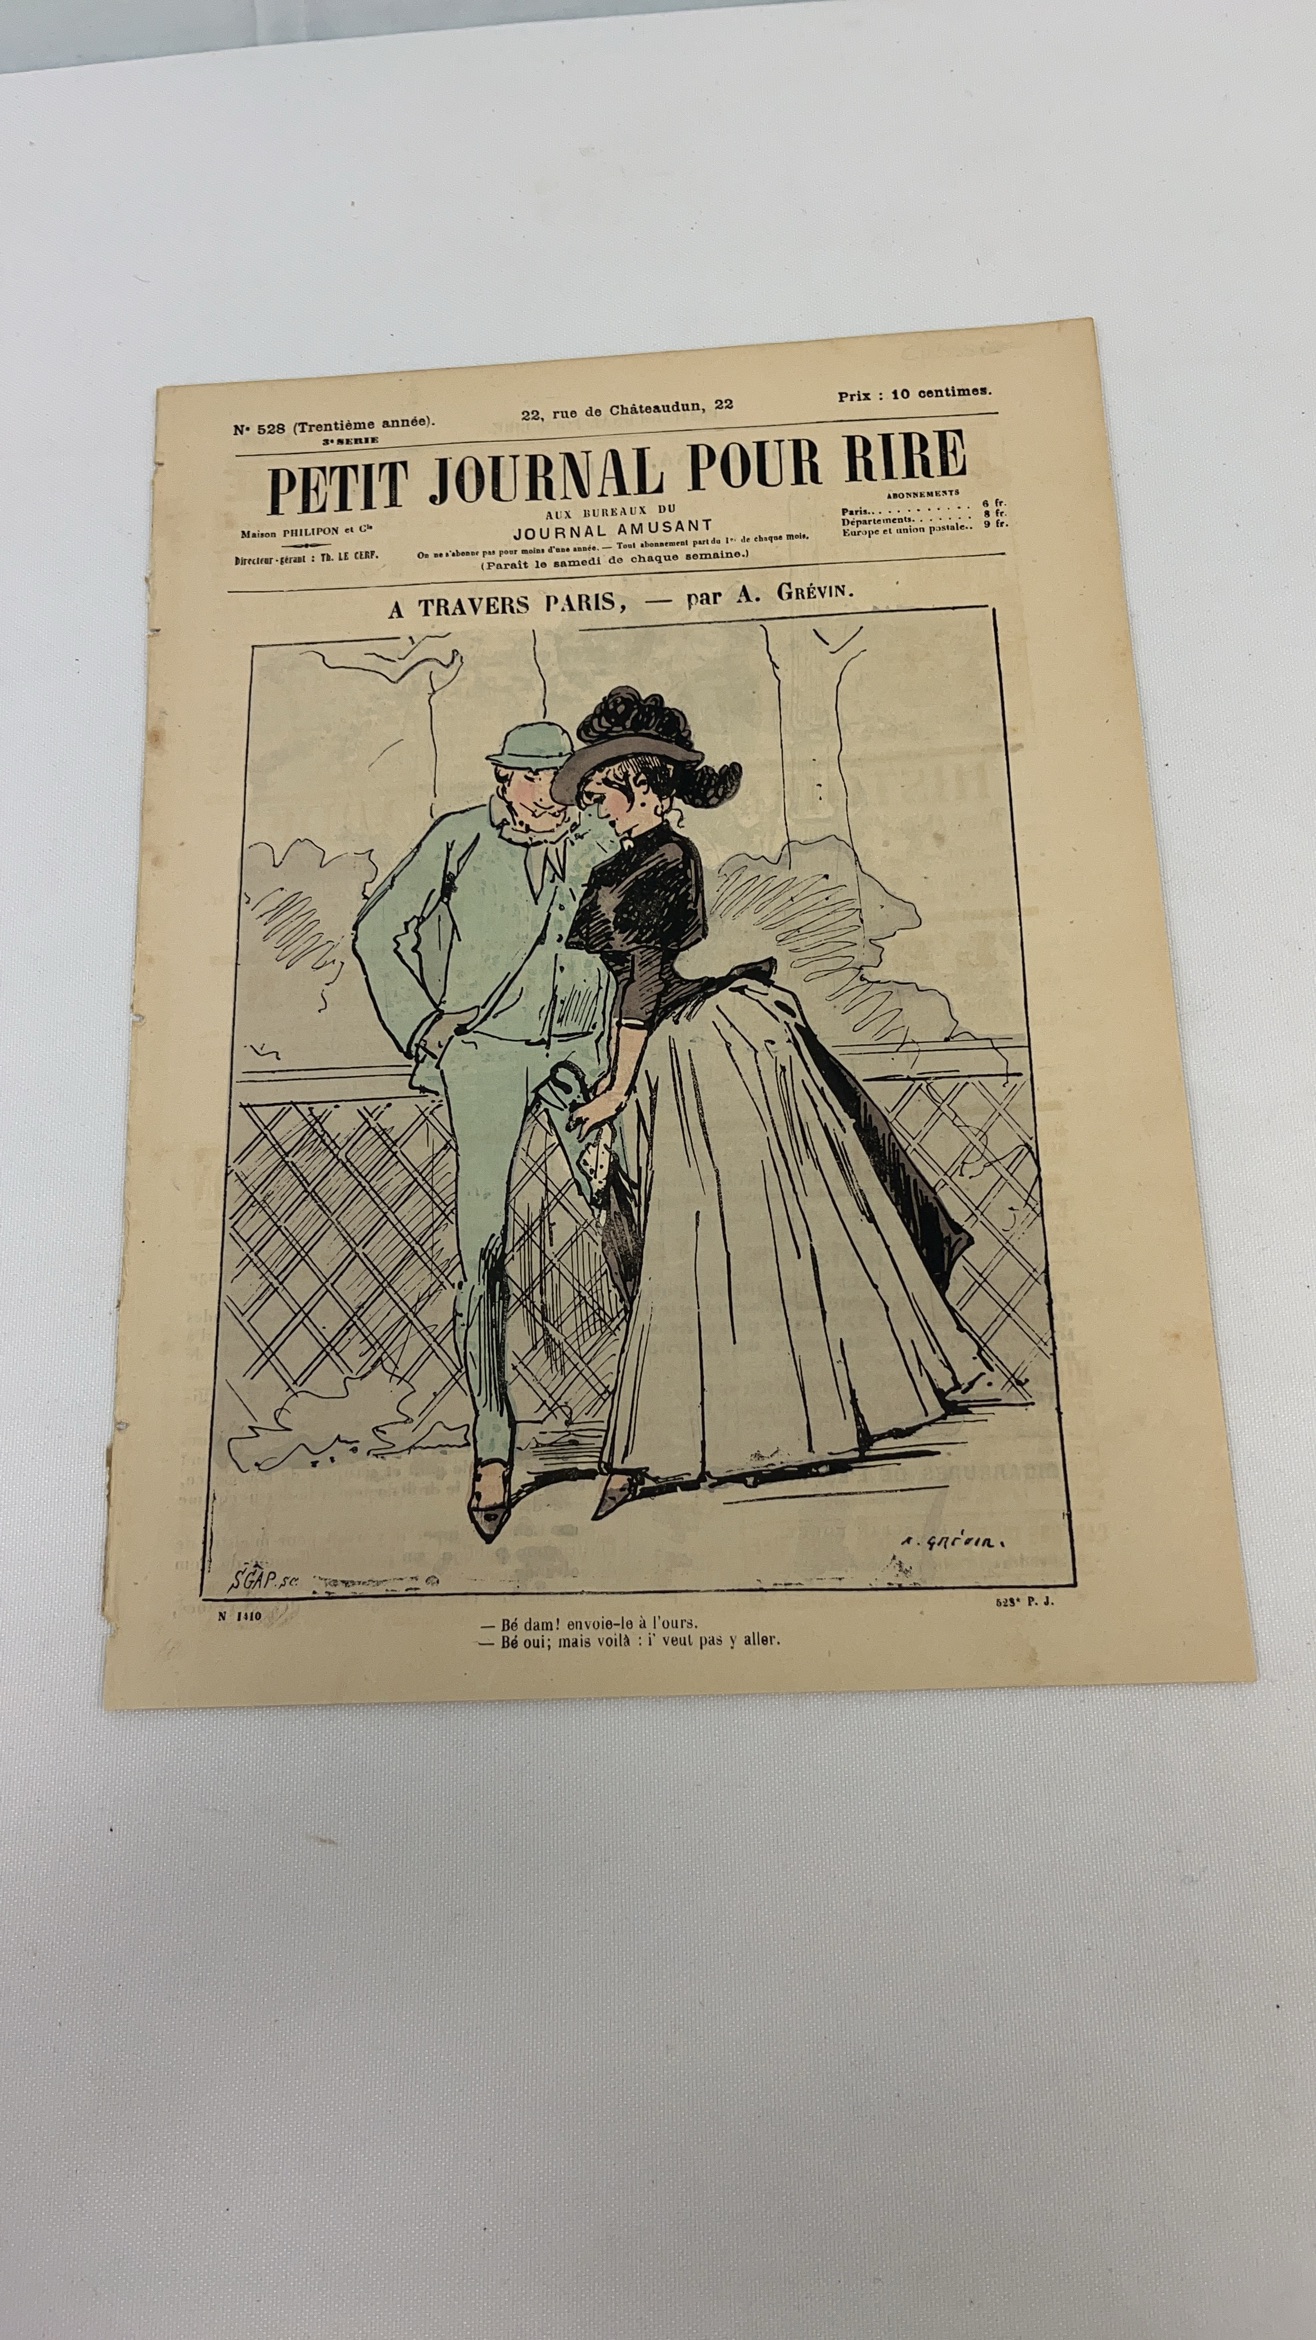 N° 528 (Trentième année).
3e SERIE
22, rue de Châteaudun, 22
Prix : 10 centimes.
PETIT JOURNAL POUR RIRE
Maison PHILIPON et Cie
Directeur-gérant : Th. LE CERF.
AUX BUREAUX DU
JOURNAL AMUSANT
On ne s'abonne pas pour moins d'une année. — Tout abonnement part du 1er de chaque mois.
(Paraît le samedi de chaque semaine.)
ABONNEMENTS
Paris. . . . . . . . . . . . 6 fr.
Départements. . . . . . . 8 fr.
Europe et union postale.. 9 fr.
A TRAVERS PARIS, — par A. GRÉVIN.
A. GRÉVIN.
SGAP. sc
N 1410
528e P. J.
— Bé dam! envoie-le à l'ours.
— Bé oui; mais voilà : i' veut pas y aller.